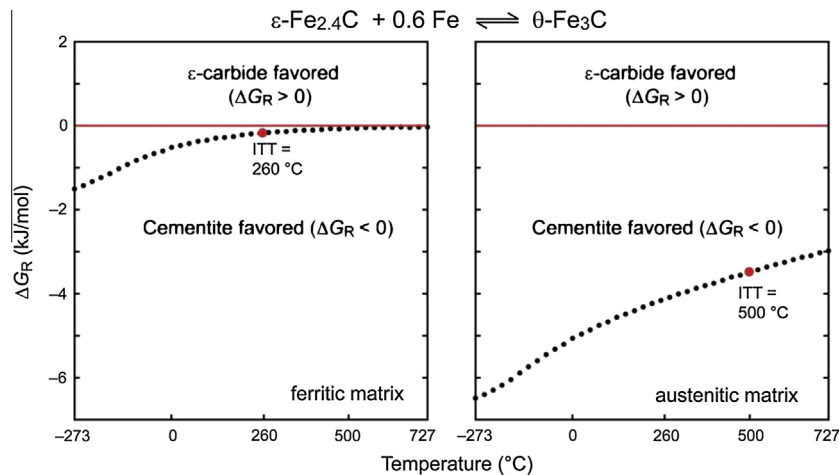 ε-Fe2.4C + 0.6 Fe ⇌ θ-Fe3C
2
0
−2
−4
−6
ΔGR (kJ/mol)
ε-carbide favored
(ΔGR > 0)
ITT =
260 °C
Cementite favored (ΔGR < 0)
ferritic matrix
−273
0
260
500
727
ε-carbide favored
(ΔGR > 0)
Cementite favored (ΔGR < 0)
ITT =
500 °C
austenitic matrix
−273
0
260
500
727
Temperature (°C)